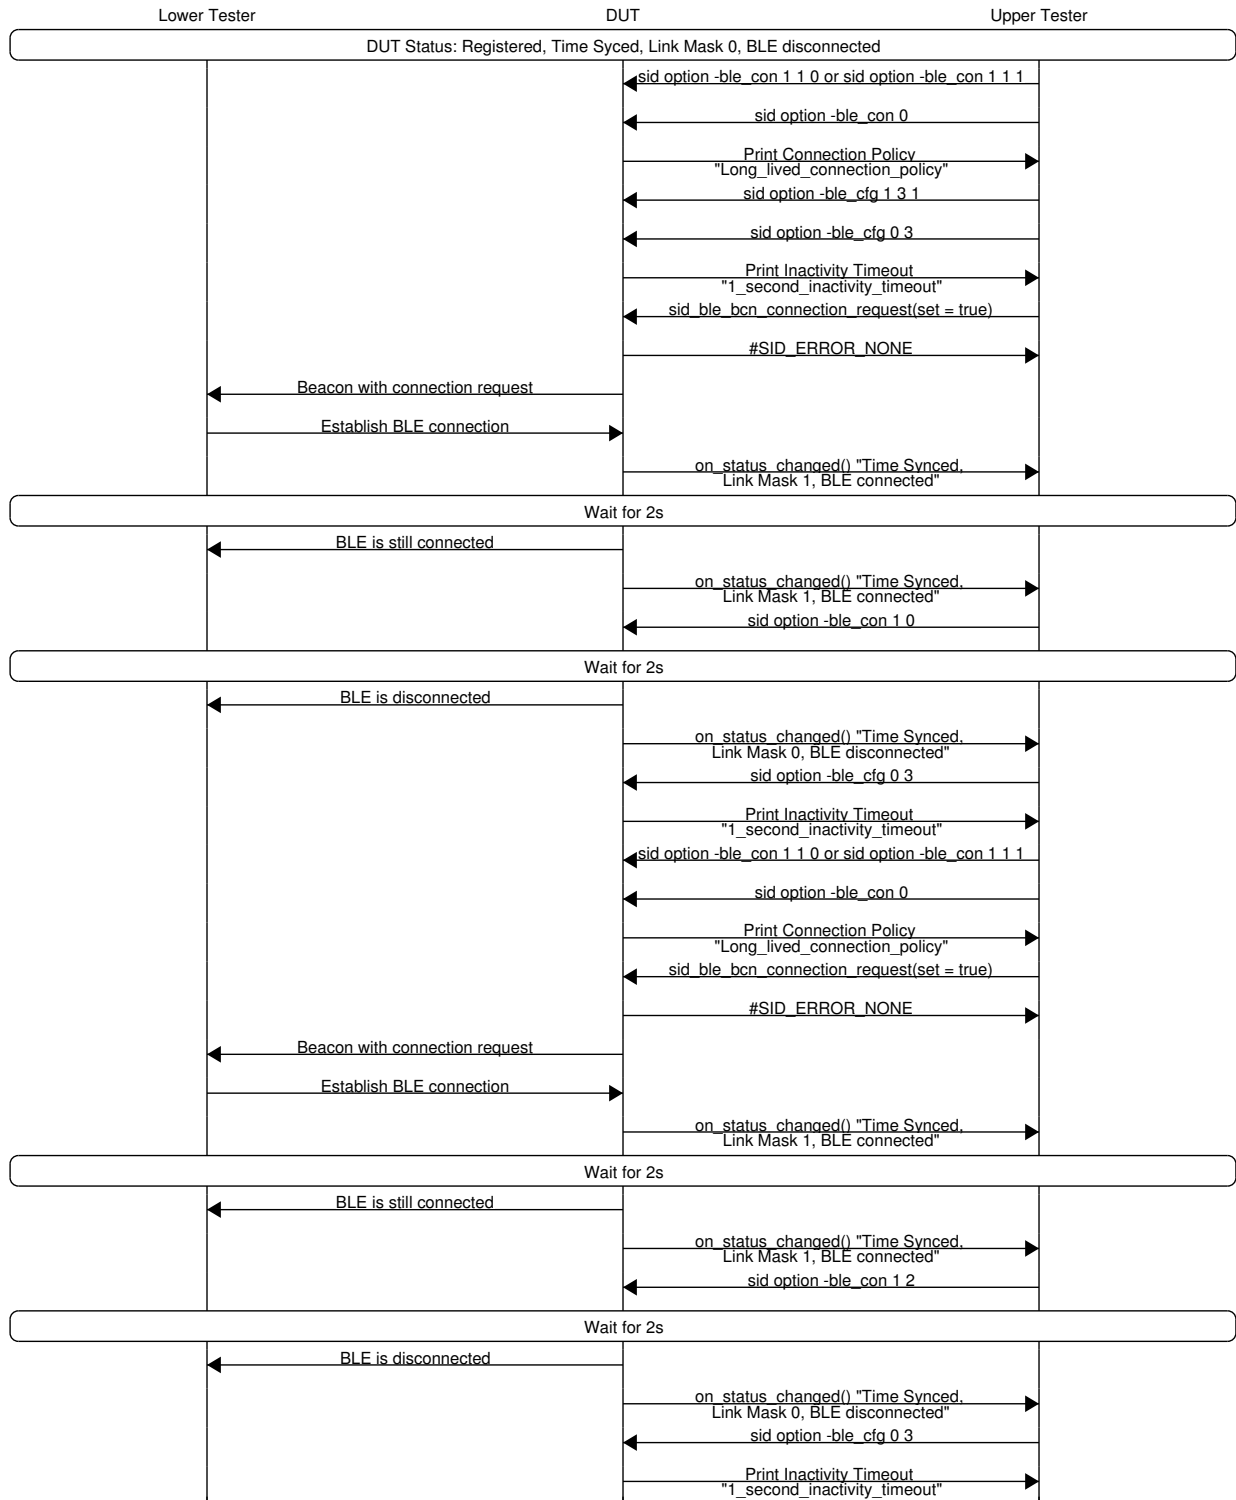 Lower Tester
DUT
Upper Tester
DUT Status: Registered, Time Syced, Link Mask 0, BLE disconnected
sid option -ble_con 1 1 0 or sid option -ble_con 1 1 1
sid option -ble_con 0
Print Connection Policy
"Long_lived_connection_policy"
sid option -ble_cfg 1 3 1
sid option -ble_cfg 0 3
Print Inactivity Timeout
"1_second_inactivity_timeout"
sid_ble_bcn_connection_request(set = true)
#SID_ERROR_NONE
Beacon with connection request
Establish BLE connection
on_status_changed() "Time Synced,
Link Mask 1, BLE connected"
Wait for 2s
BLE is still connected
on_status_changed() "Time Synced,
Link Mask 1, BLE connected"
sid option -ble_con 1 0
Wait for 2s
BLE is disconnected
on_status_changed() "Time Synced,
Link Mask 0, BLE disconnected"
sid option -ble_cfg 0 3
Print Inactivity Timeout
"1_second_inactivity_timeout"
sid option -ble_con 1 1 0 or sid option -ble_con 1 1 1
sid option -ble_con 0
Print Connection Policy
"Long_lived_connection_policy"
sid_ble_bcn_connection_request(set = true)
#SID_ERROR_NONE
Beacon with connection request
Establish BLE connection
on_status_changed() "Time Synced,
Link Mask 1, BLE connected"
Wait for 2s
BLE is still connected
on_status_changed() "Time Synced,
Link Mask 1, BLE connected"
sid option -ble_con 1 2
Wait for 2s
BLE is disconnected
on_status_changed() "Time Synced,
Link Mask 0, BLE disconnected"
sid option -ble_cfg 0 3
Print Inactivity Timeout
"1_second_inactivity_timeout"